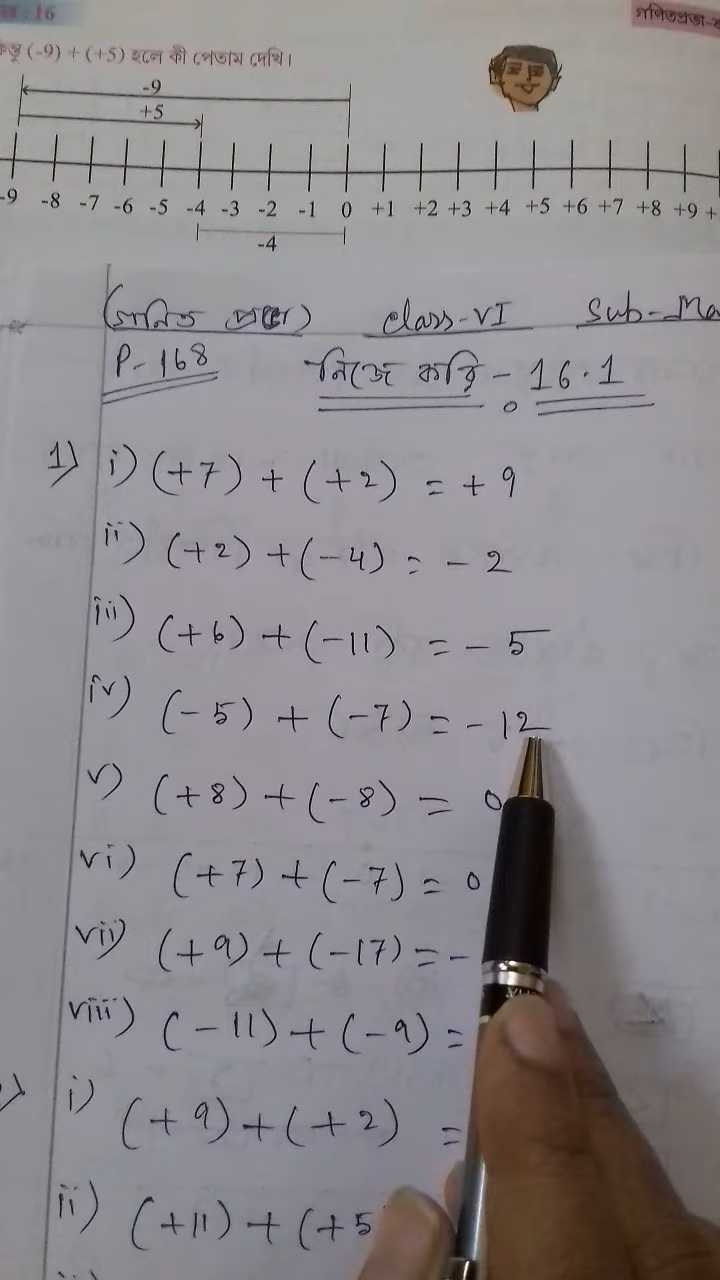 : 16
গণিতপ্রভা-
(-9) + (+5) হলে কী পেতাম দেখি।
-9
+5
-9 -8 -7 -6 -5 -4 -3 -2 -1 0 +1 +2 +3 +4 +5 +6 +7 +8 +9 +
-4
(গনিত প্রভা) class-VI Sub-Ma
P-168 নিজে করি - 16.1
1) i) (+7) + (+2) = +9
ii) (+2) + (-4) = -2
iii) (+6) + (-11) = -5
iv) (-5) + (-7) = -12
v) (+8) + (-8) = 0
vi) (+7) + (-7) = 0
vii) (+9) + (-17) = -
viii) (-11) + (-9) =
i) (+9) + (+2) =
ii) (+11) + (+5